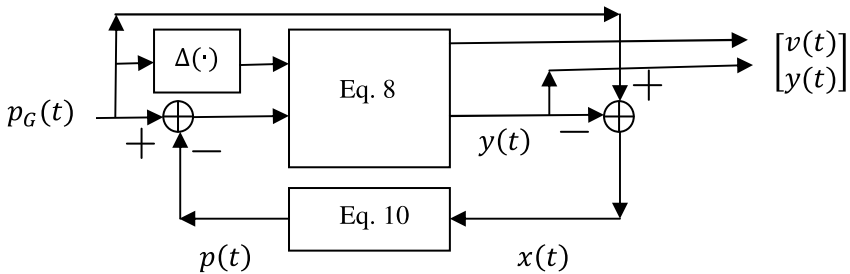 [v(t)
y(t)]
Δ(·)
Eq. 8
p_G(t)
+
−
y(t)
−
+
Eq. 10
p(t)
x(t)